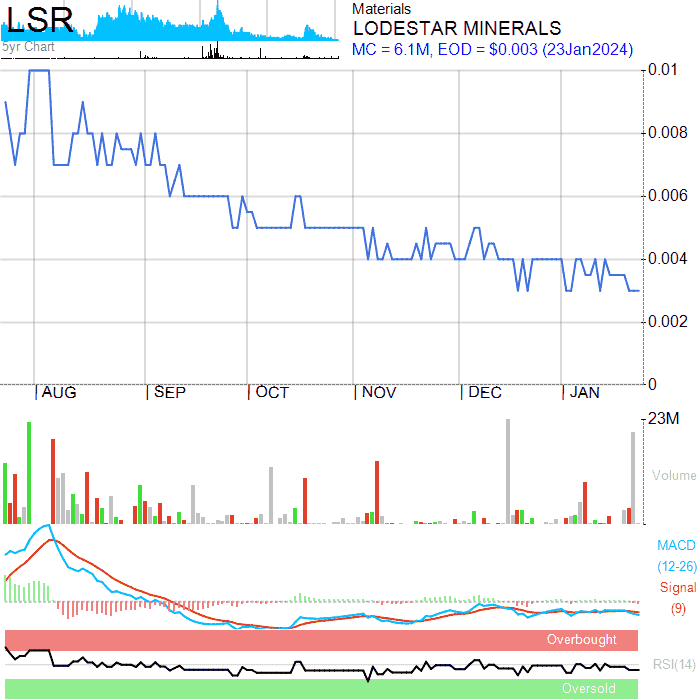 LSR
5yr Chart
Materials
LODESTAR MINERALS
MC = 6.1M, EOD = $0.003 (23Jan2024)
0.01
0.008
0.006
0.004
0.002
0
AUG SEP OCT NOV DEC JAN
23M
Volume
MACD
(12-26)
Signal
(9)
Overbought
RSI(14)
Oversold